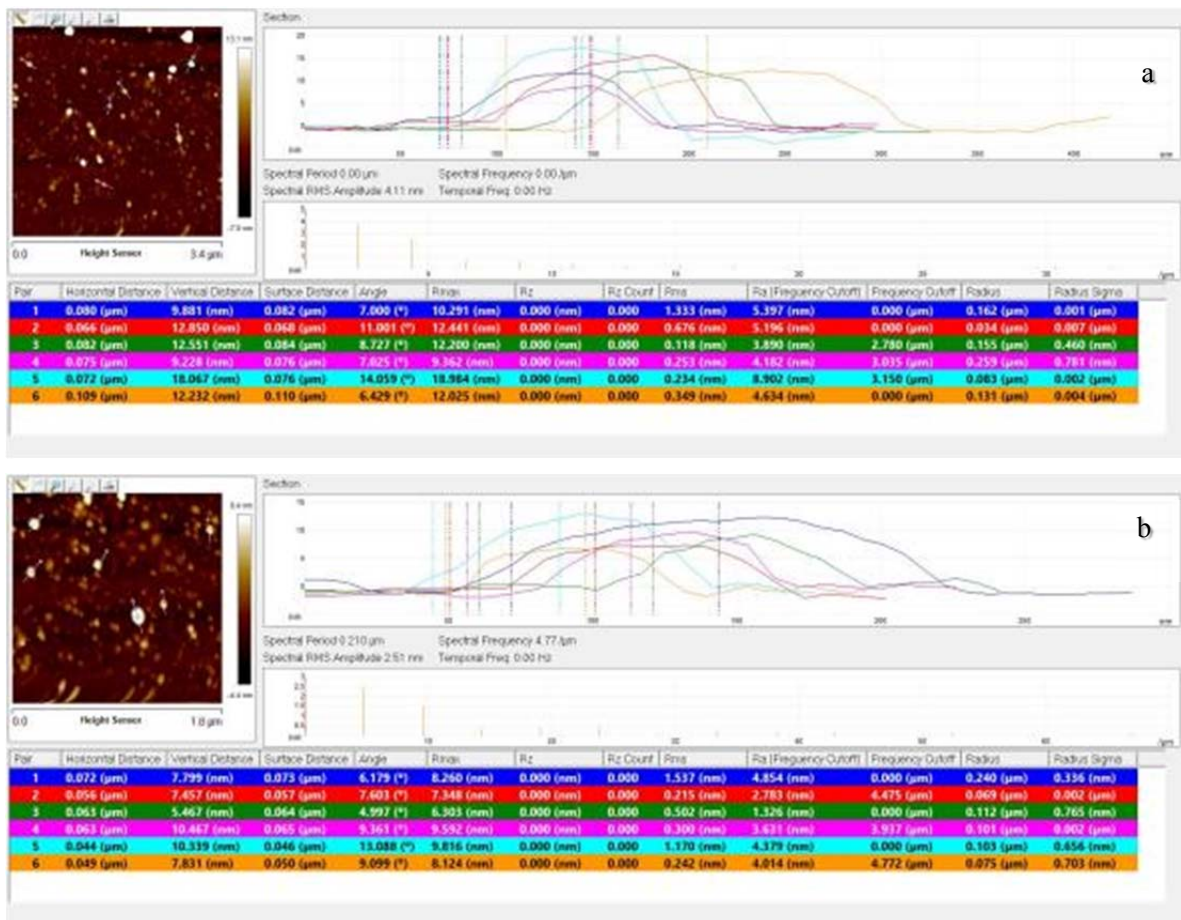 Section
a
Spectral Period 0.00 µm Spectral Frequency 0.00 /µm
Spectral RMS Amplitude 4.11 nm Temporal Freq. 0.00 Hz
0.0 Height Sensor 3.4 µm
Pair Horizontal Distance Vertical Distance Surface Distance Angle Rmax Rz Rz Count Rms Ra (Frequency Cutoff) Frequency Cutoff Radius Radius Sigma
1 0.080 (µm) 9.881 (nm) 0.082 (µm) 7.000 (º) 10.291 (nm) 0.000 (nm) 0.000 1.333 (nm) 5.397 (nm) 0.000 (µm) 0.162 (µm) 0.001 (µm)
2 0.066 (µm) 12.850 (nm) 0.068 (µm) 11.001 (º) 12.441 (nm) 0.000 (nm) 0.000 0.676 (nm) 5.196 (nm) 0.000 (µm) 0.034 (µm) 0.007 (µm)
3 0.082 (µm) 12.551 (nm) 0.084 (µm) 8.727 (º) 12.200 (nm) 0.000 (nm) 0.000 0.118 (nm) 3.890 (nm) 2.780 (µm) 0.155 (µm) 0.460 (µm)
4 0.075 (µm) 9.228 (nm) 0.076 (µm) 7.025 (º) 9.362 (nm) 0.000 (nm) 0.000 0.253 (nm) 4.182 (nm) 3.035 (µm) 0.259 (µm) 0.781 (µm)
5 0.072 (µm) 18.067 (nm) 0.076 (µm) 14.059 (º) 18.984 (nm) 0.000 (nm) 0.000 0.234 (nm) 8.902 (nm) 3.150 (µm) 0.083 (µm) 0.002 (µm)
6 0.109 (µm) 12.232 (nm) 0.110 (µm) 6.429 (º) 12.025 (nm) 0.000 (nm) 0.000 0.349 (nm) 4.634 (nm) 0.000 (µm) 0.131 (µm) 0.004 (µm)
Section
b
Spectral Period 0.210 µm Spectral Frequency 4.77 /µm
Spectral RMS Amplitude 2.51 nm Temporal Freq. 0.00 Hz
0.0 Height Sensor 1.8 µm
Pair Horizontal Distance Vertical Distance Surface Distance Angle Rmax Rz Rz Count Rms Ra (Frequency Cutoff) Frequency Cutoff Radius Radius Sigma
1 0.072 (µm) 7.799 (nm) 0.073 (µm) 6.179 (º) 8.260 (nm) 0.000 (nm) 0.000 1.537 (nm) 4.854 (nm) 0.000 (µm) 0.240 (µm) 0.336 (µm)
2 0.056 (µm) 7.457 (nm) 0.057 (µm) 7.603 (º) 7.348 (nm) 0.000 (nm) 0.000 0.215 (nm) 2.783 (nm) 4.475 (µm) 0.069 (µm) 0.002 (µm)
3 0.063 (µm) 5.467 (nm) 0.064 (µm) 4.997 (º) 6.303 (nm) 0.000 (nm) 0.000 0.502 (nm) 1.326 (nm) 0.000 (µm) 0.112 (µm) 0.765 (µm)
4 0.063 (µm) 10.467 (nm) 0.065 (µm) 9.361 (º) 9.592 (nm) 0.000 (nm) 0.000 0.300 (nm) 3.631 (nm) 3.937 (µm) 0.101 (µm) 0.002 (µm)
5 0.044 (µm) 10.339 (nm) 0.046 (µm) 13.088 (º) 9.816 (nm) 0.000 (nm) 0.000 1.170 (nm) 4.379 (nm) 0.000 (µm) 0.103 (µm) 0.656 (µm)
6 0.049 (µm) 7.831 (nm) 0.050 (µm) 9.099 (º) 8.124 (nm) 0.000 (nm) 0.000 0.242 (nm) 4.014 (nm) 4.772 (µm) 0.075 (µm) 0.703 (µm)